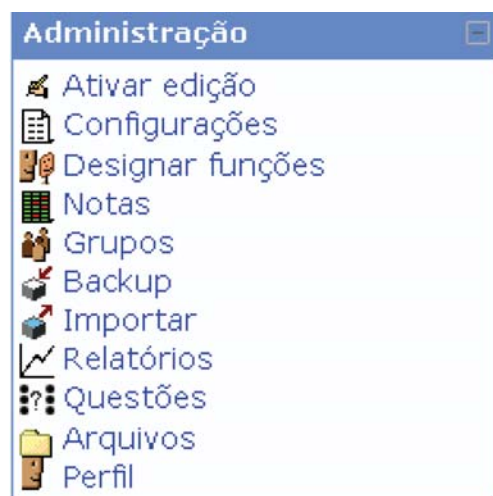 Administração
Ativar edição
Configurações
Designar funções
Notas
Grupos
Backup
Importar
Relatórios
Questões
Arquivos
Perfil